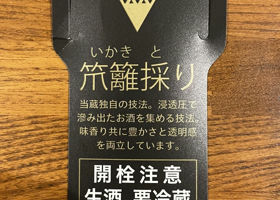 いかき と
笊籬採り
当蔵独自の技法。浸透圧で
滲み出たお酒を集める技法。
味香り共に豊かさと透明感
を両立しています。
開栓注意
生酒 要冷蔵